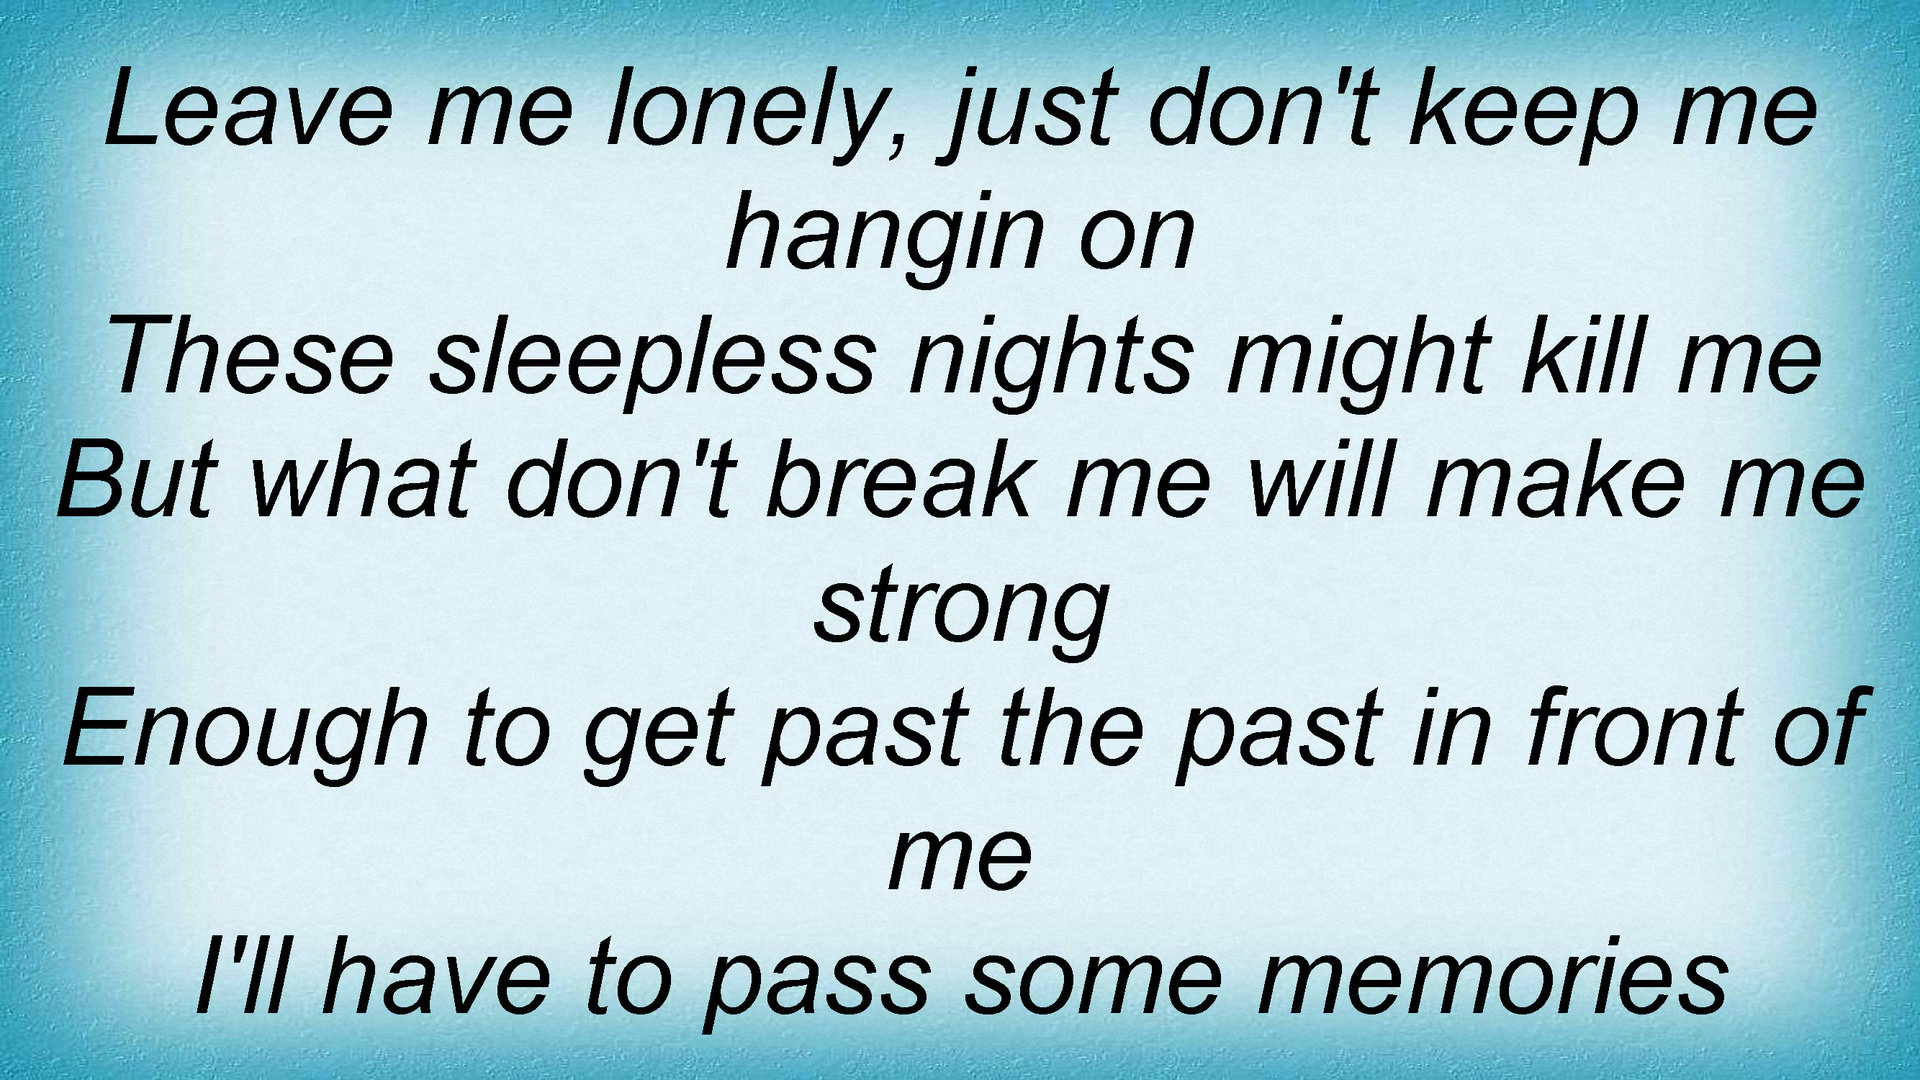 Leave me lonely, just don't keep me
hangin on
These sleepless nights might kill me
But what don't break me will make me
strong
Enough to get past the past in front of
me
I'll have to pass some memories